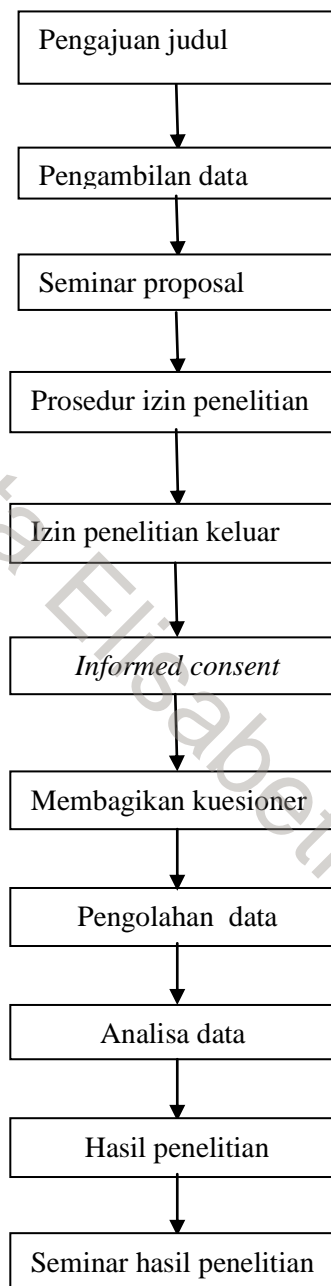 Pengajuan judul
Pengambilan data
Seminar proposal
Prosedur izin penelitian
Izin penelitian keluar
Informed consent
Membagikan kuesioner
Pengolahan data
Analisa data
Hasil penelitian
Seminar hasil penelitian